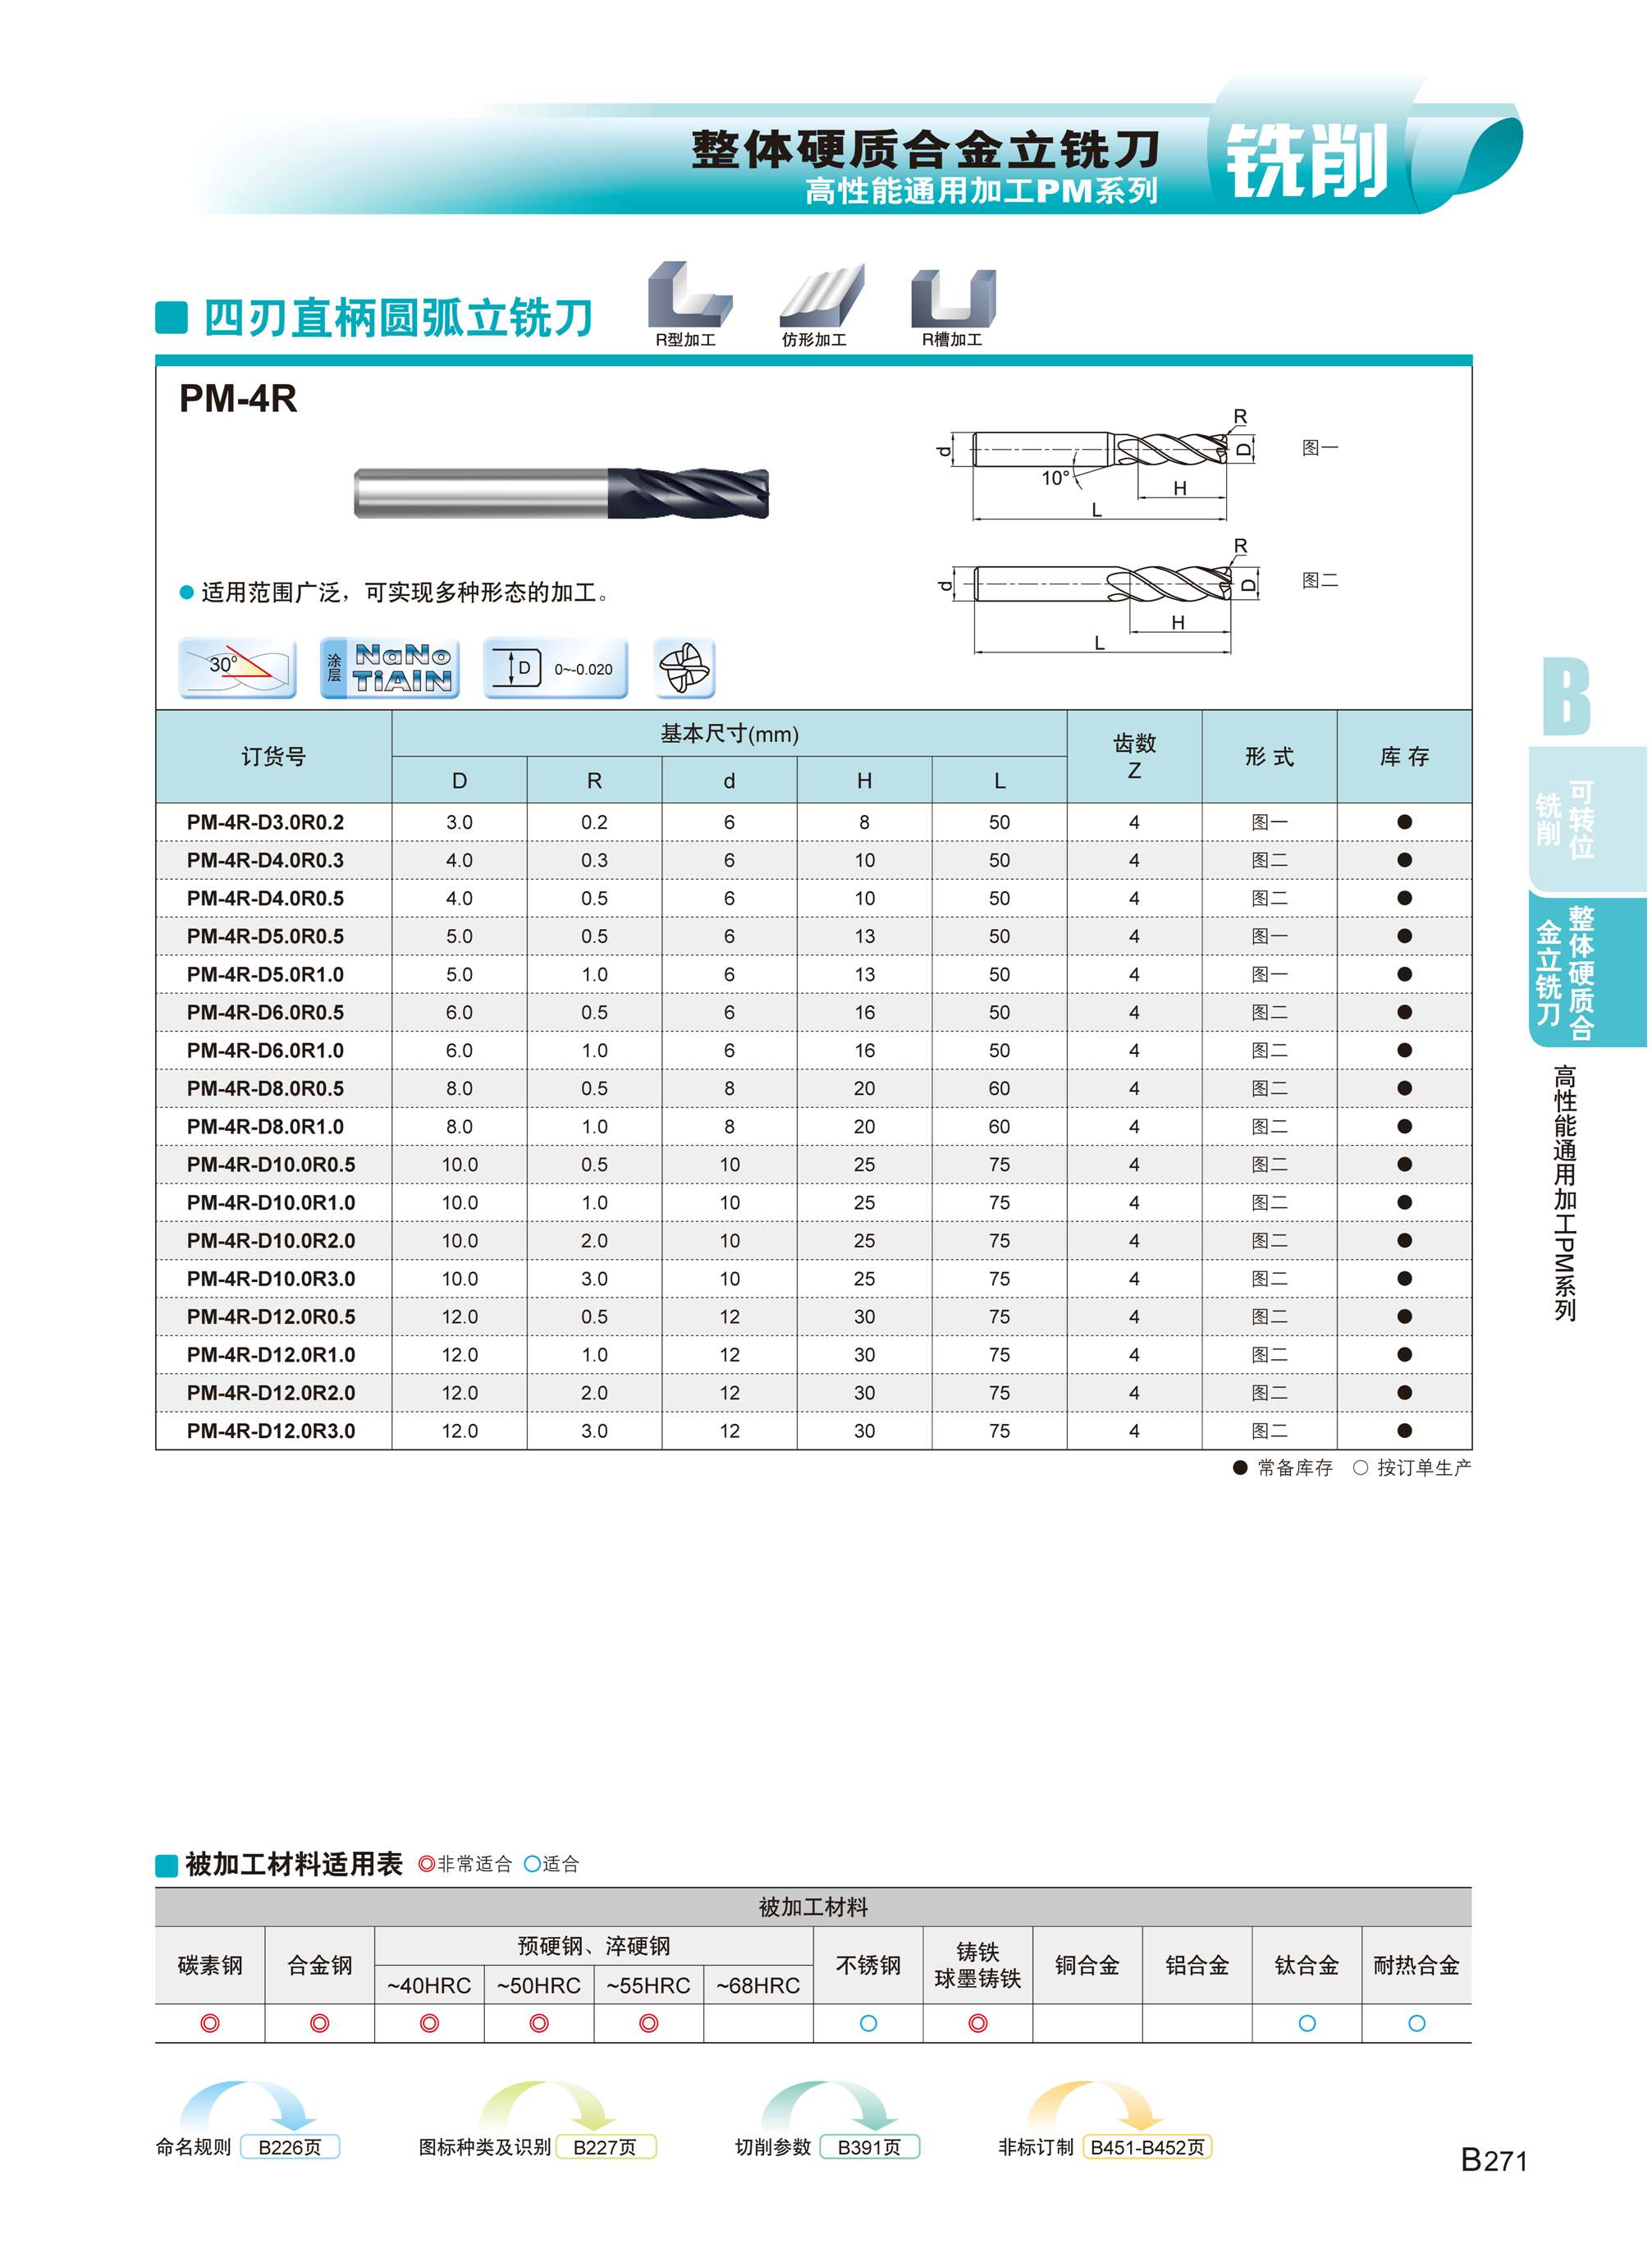 整体硬质合金立铣刀
高性能通用加工PM系列
铣削
四刃直柄圆弧立铣刀
R型加工 仿形加工 R槽加工
PM-4R
R
d D 图一
10°
H
L
R
d D 图二
H
L
● 适用范围广泛，可实现多种形态的加工。
30° 涂层 NaNo TiAlN D 0~-0.020
订货号 基本尺寸(mm) 齿数 Z 形 式 库 存
D R d H L
PM-4R-D3.0R0.2 3.0 0.2 6 8 50 4 图一 ●
PM-4R-D4.0R0.3 4.0 0.3 6 10 50 4 图二 ●
PM-4R-D4.0R0.5 4.0 0.5 6 10 50 4 图二 ●
PM-4R-D5.0R0.5 5.0 0.5 6 13 50 4 图一 ●
PM-4R-D5.0R1.0 5.0 1.0 6 13 50 4 图一 ●
PM-4R-D6.0R0.5 6.0 0.5 6 16 50 4 图二 ●
PM-4R-D6.0R1.0 6.0 1.0 6 16 50 4 图二 ●
PM-4R-D8.0R0.5 8.0 0.5 8 20 60 4 图二 ●
PM-4R-D8.0R1.0 8.0 1.0 8 20 60 4 图二 ●
PM-4R-D10.0R0.5 10.0 0.5 10 25 75 4 图二 ●
PM-4R-D10.0R1.0 10.0 1.0 10 25 75 4 图二 ●
PM-4R-D10.0R2.0 10.0 2.0 10 25 75 4 图二 ●
PM-4R-D10.0R3.0 10.0 3.0 10 25 75 4 图二 ●
PM-4R-D12.0R0.5 12.0 0.5 12 30 75 4 图二 ●
PM-4R-D12.0R1.0 12.0 1.0 12 30 75 4 图二 ●
PM-4R-D12.0R2.0 12.0 2.0 12 30 75 4 图二 ●
PM-4R-D12.0R3.0 12.0 3.0 12 30 75 4 图二 ●
● 常备库存 ○ 按订单生产
B
可转位
铣削
整体硬质合
金立铣刀
高性能通用加工PM系列
被加工材料适用表 ◎非常适合 ○适合
被加工材料
碳素钢 合金钢 预硬钢、淬硬钢 不锈钢 铸铁 球墨铸铁 铜合金 铝合金 钛合金 耐热合金
~40HRC ~50HRC ~55HRC ~68HRC
◎ ◎ ◎ ◎ ◎ ○ ◎ ○ ○
命名规则 B226页 图标种类及识别 B227页 切削参数 B391页 非标订制 B451-B452页
B271